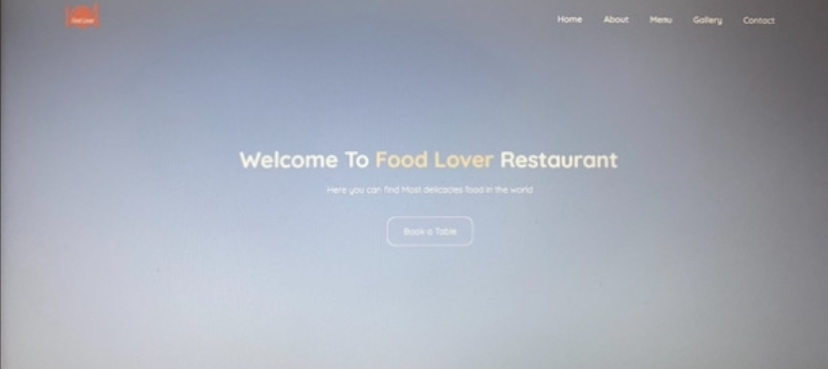 Food Lover
Home About Menu Gallery Contact
Welcome To Food Lover Restaurant
Here you can find Most delicacies food in the world
Book a Table